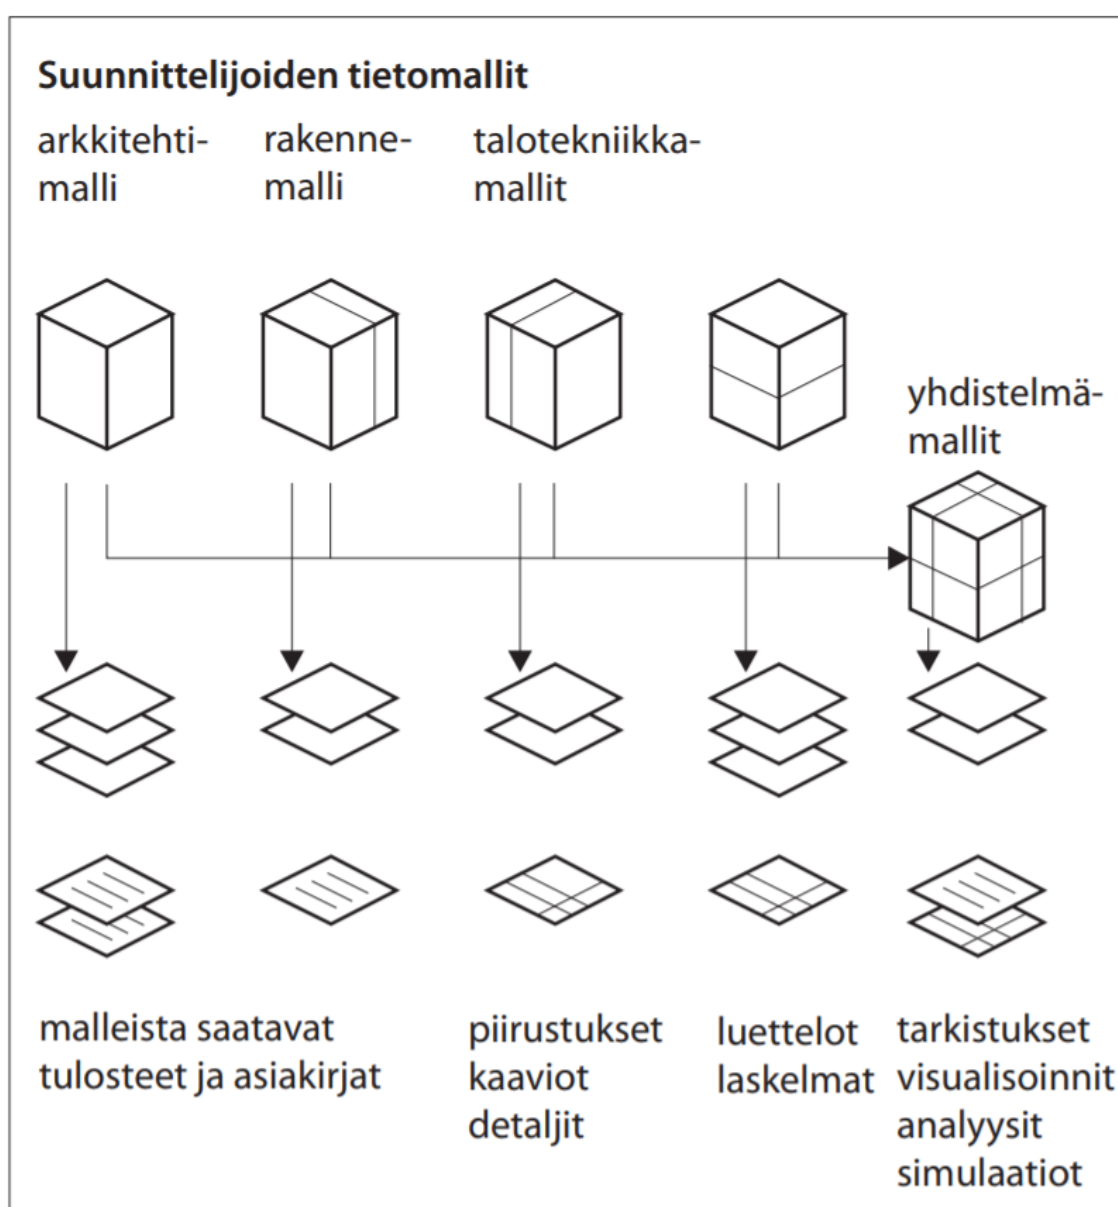 Suunnittelijoiden tietomallit
arkkitehti-
malli
rakenne-
malli
talotekniikka-
mallit
yhdistelmä-
mallit
malleista saatavat
tulosteet ja asiakirjat
piirustukset
kaaviot
detaljit
luettelot
laskelmat
tarkistukset
visualisoinnit
analyysit
simulaatiot